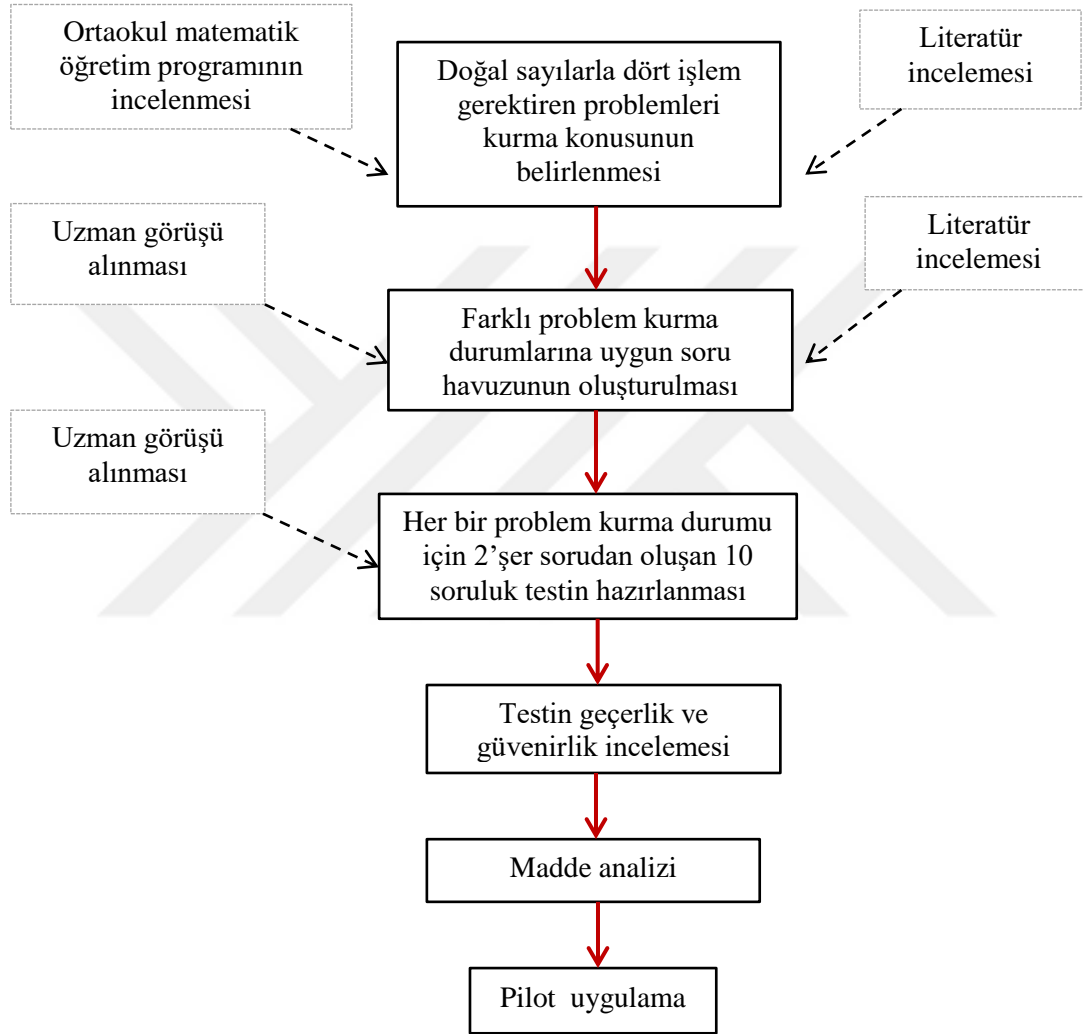 Ortaokul matematik
öğretim programının
incelenmesi
Doğal sayılarla dört işlem
gerektiren problemleri
kurma konusunun
belirlenmesi
Literatür
incelemesi
Uzman görüşü
alınması
Literatür
incelemesi
Farklı problem kurma
durumlarına uygun soru
havuzunun oluşturulması
Uzman görüşü
alınması
Her bir problem kurma durumu
için 2’şer sorudan oluşan 10
soruluk testin hazırlanması
Testin geçerlik ve
güvenirlik incelemesi
Madde analizi
Pilot uygulama